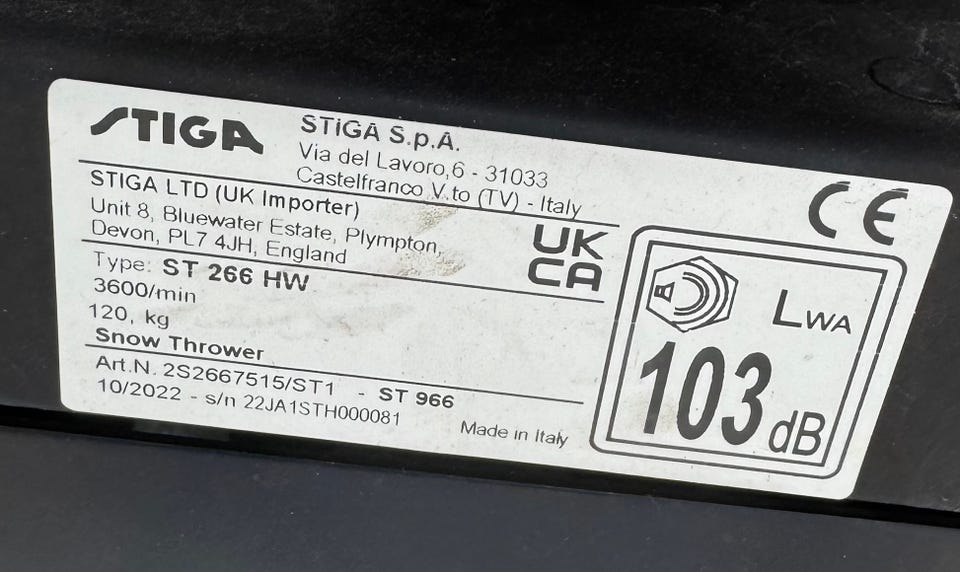 STIGA
STIGA S.p.A.
Via del Lavoro,6 - 31033
Castelfranco V.to (TV) - Italy
STIGA LTD (UK Importer)
Unit 8, Bluewater Estate, Plympton,
Devon, PL7 4JH, England
UK
CA
CE
Type: ST 266 HW
3600/min
120, kg
Snow Thrower
Art.N. 2S2667515/ST1 - ST 966
10/2022 - s/n 22JA1STH000081
Made in Italy
LWA
103 dB